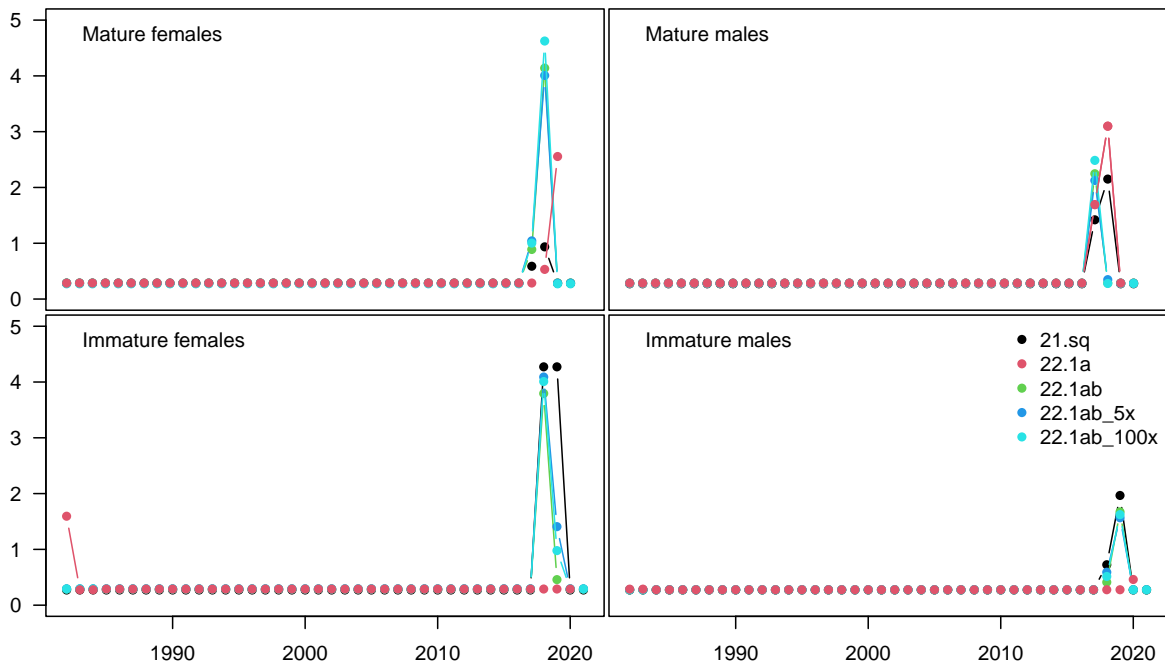 Mature females
Mature males
5
4
3
2
1
0
Immature females
Immature males
5
4
3
2
1
0
21.sq
22.1a
22.1ab
22.1ab_5x
22.1ab_100x
1990
2000
2010
2020
1990
2000
2010
2020